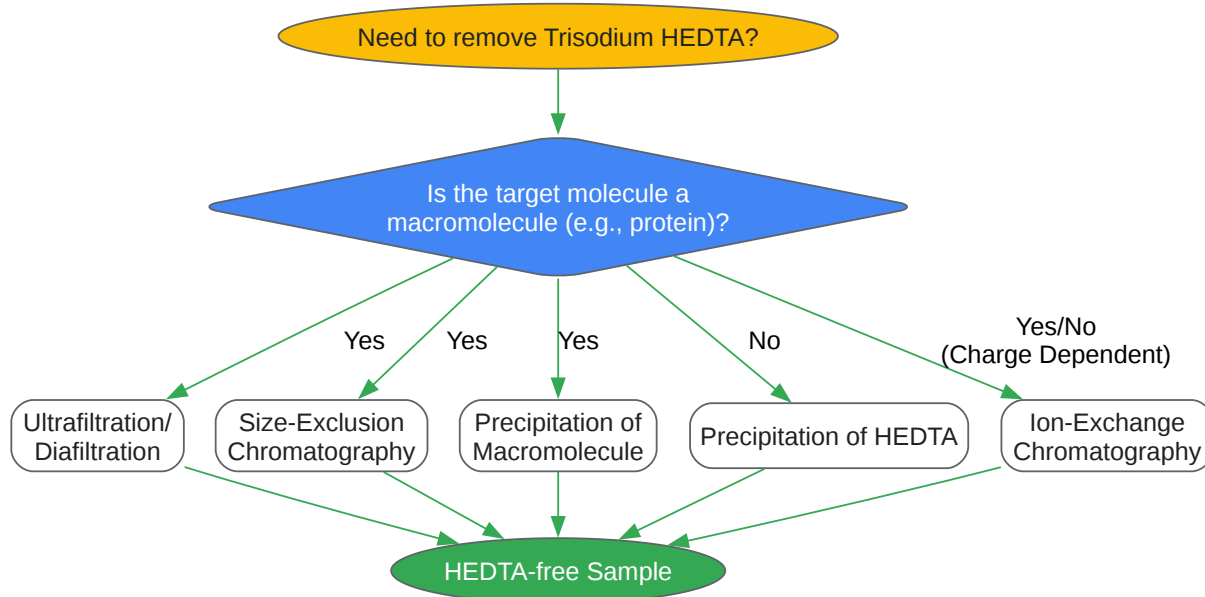 Need to remove Trisodium HEDTA?
Is the target molecule a
macromolecule (e.g., protein)?
Yes
Yes
Yes
No
Yes/No
(Charge Dependent)
Ultrafiltration/
Diafiltration
Size-Exclusion
Chromatography
Precipitation of
Macromolecule
Precipitation of HEDTA
Ion-Exchange
Chromatography
HEDTA-free Sample